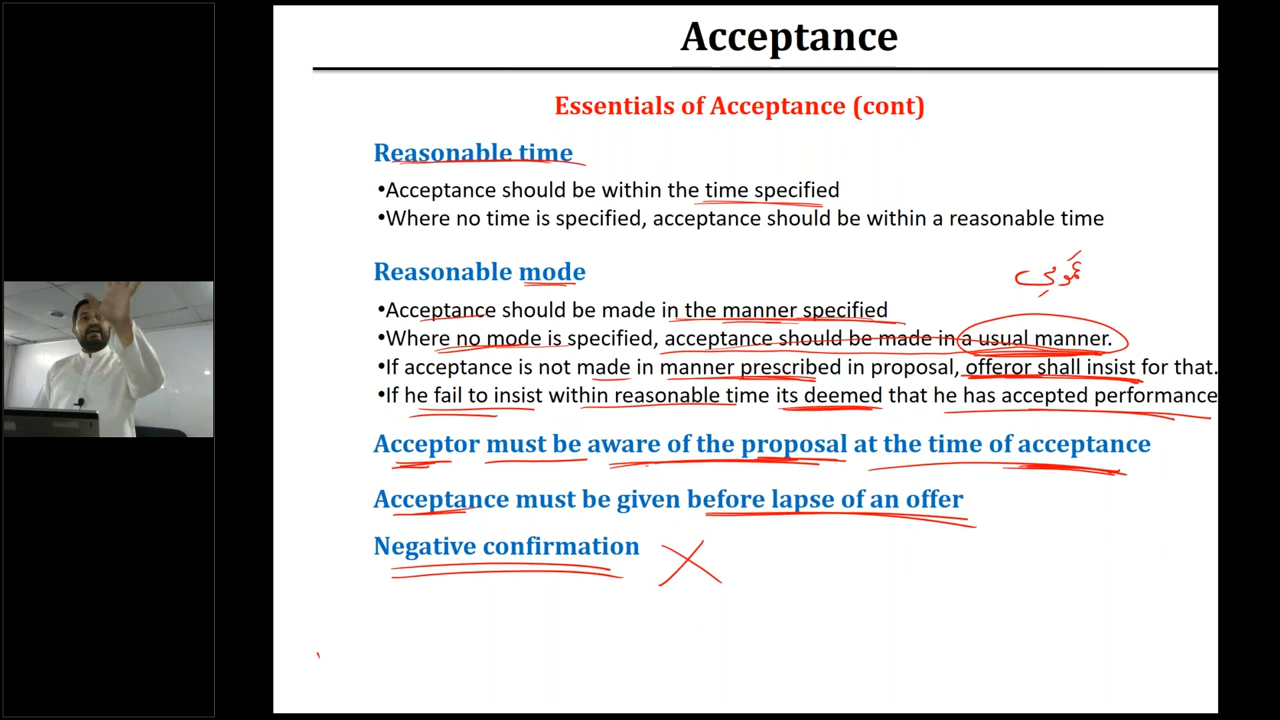 Acceptance
Essentials of Acceptance (cont)
Reasonable time
•Acceptance should be within the time specified
•Where no time is specified, acceptance should be within a reasonable time
Reasonable mode
عمومی
•Acceptance should be made in the manner specified
•Where no mode is specified, acceptance should be made in a usual manner.
•If acceptance is not made in manner prescribed in proposal, offeror shall insist for that.
•If he fail to insist within reasonable time its deemed that he has accepted performance
Acceptor must be aware of the proposal at the time of acceptance
Acceptance must be given before lapse of an offer
Negative confirmation